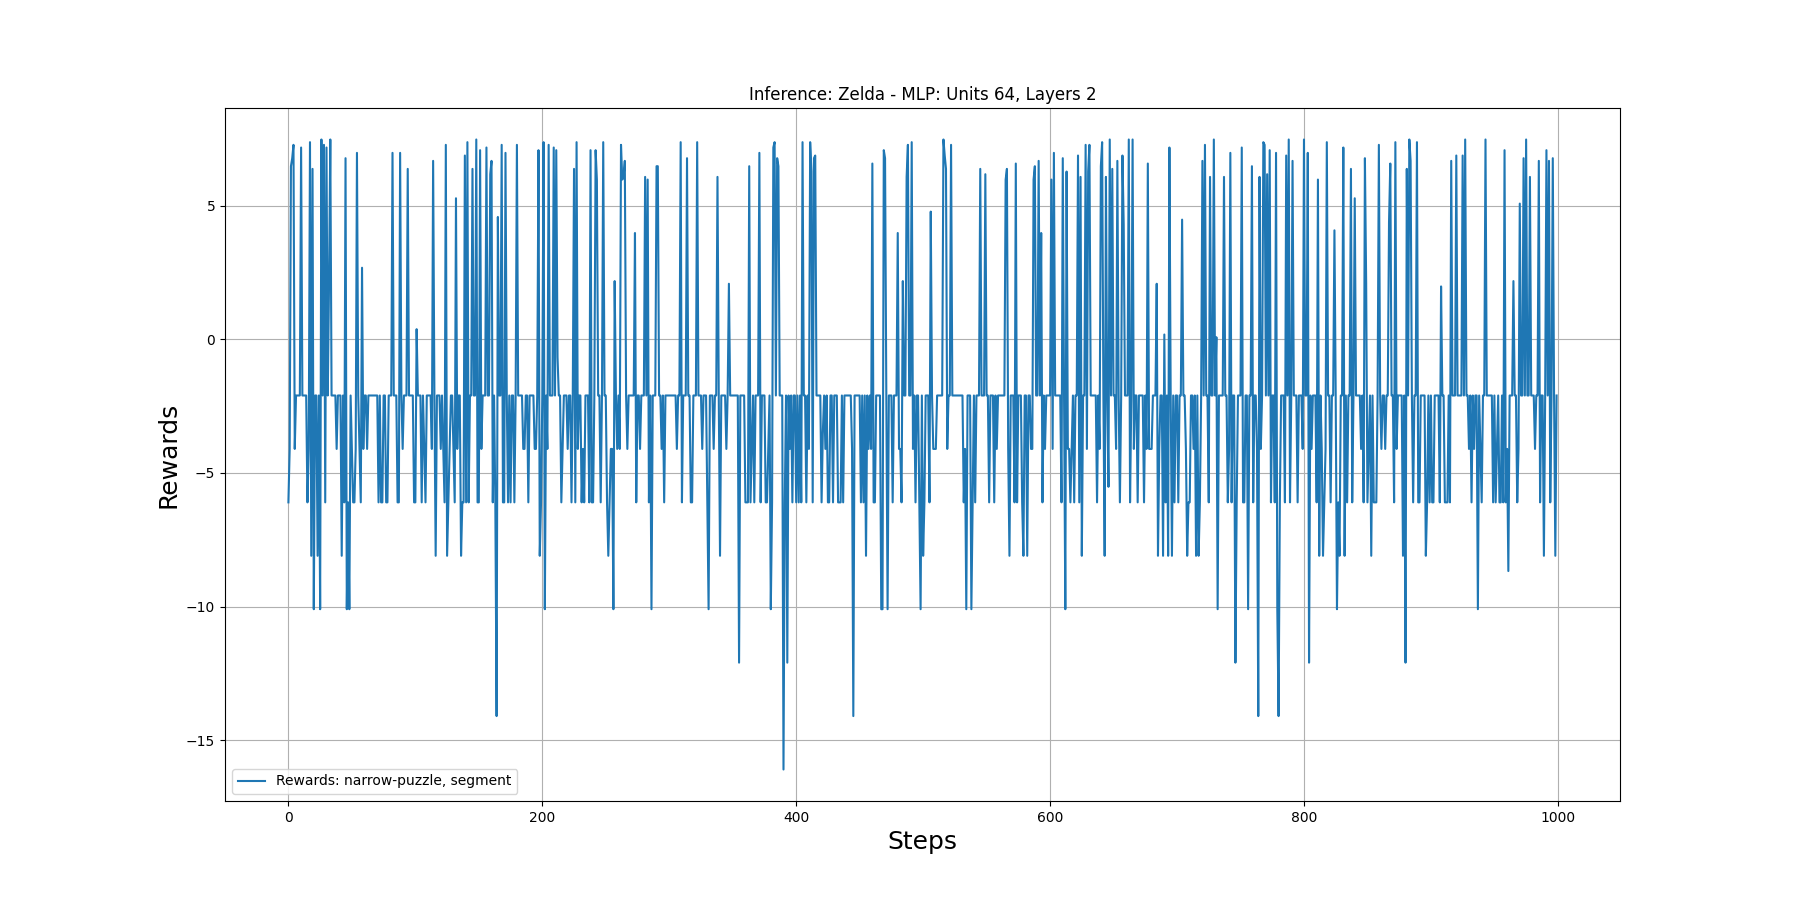 Inference: Zelda - MLP: Units 64, Layers 2
Rewards
5
0
−5
−10
−15
Rewards: narrow-puzzle, segment
0 200 400 600 800 1000
Steps